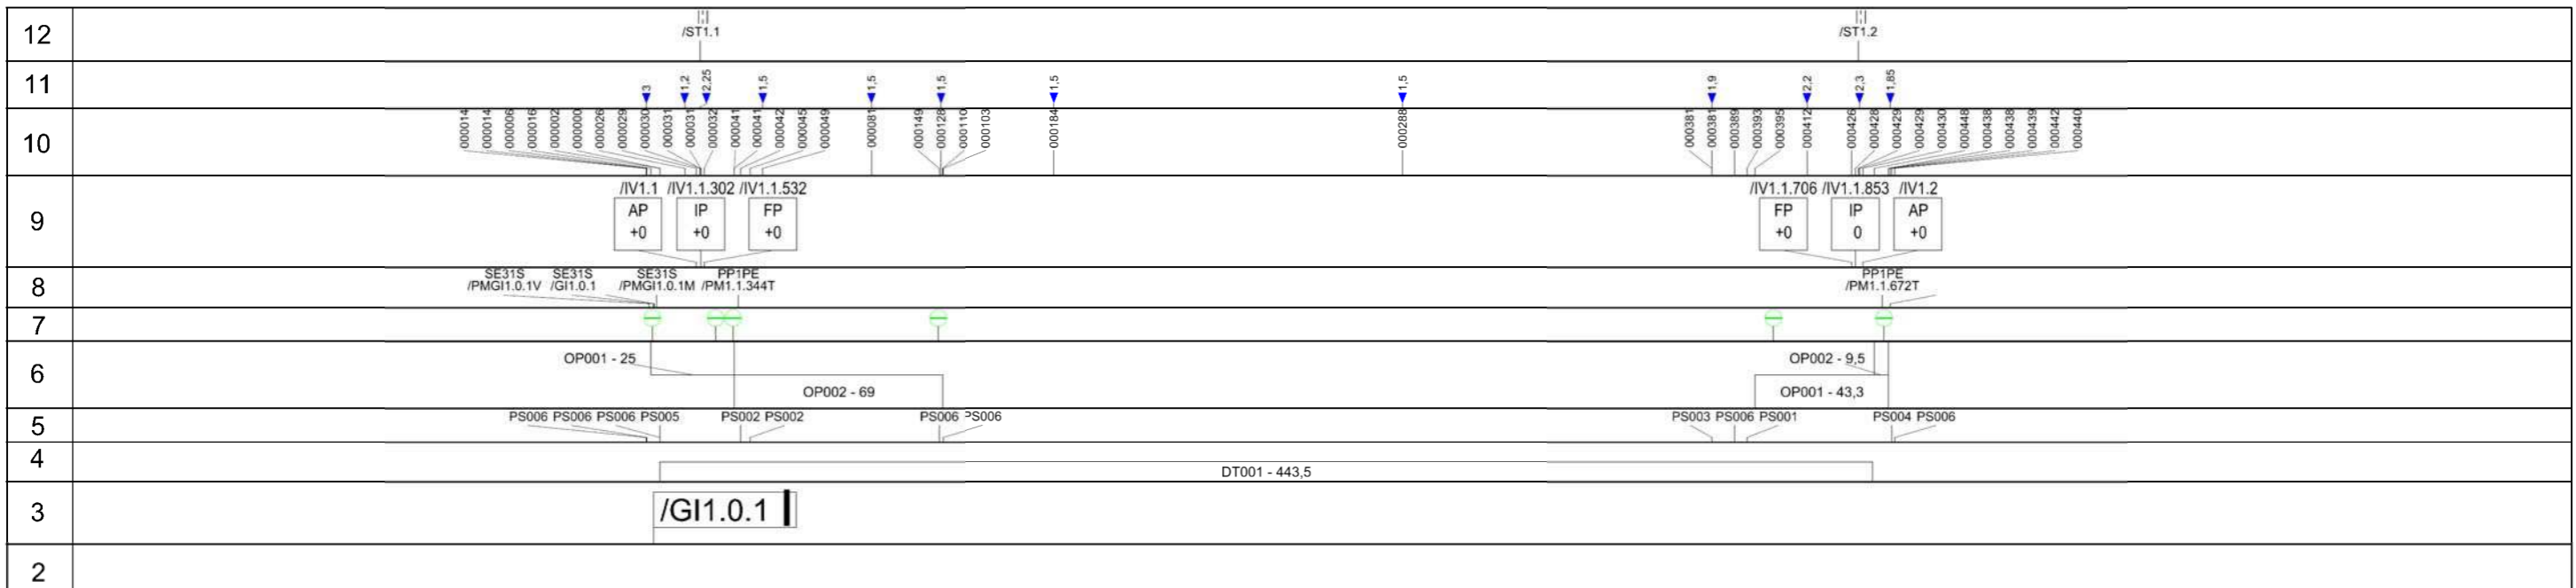 12
/ST1.1 /ST1.2
11
3 1,2 2,25 1,5 1,5 1,5 1,5 1,5 1,9 2,2 2,3 1,85
10
000014 000014 000006 000016 000002 000000 000026 000029 000030 000031 000031 000032 000041 000041 000042 000045 000049 000081 000149 000128 000110 000103 000184 000288 000381 000381 000389 000393 000395 000412 000426 000428 000429 000429 000430 000448 000438 000438 000439 000442 000440
9
/IV1.1 /IV1.1.302 /IV1.1.532 /IV1.1.706 /IV1.1.853 /IV1.2
AP IP FP FP IP AP
+0 +0 +0 +0 0 +0
8
SE31S SE31S SE31S PP1PE PP1PE
/PMGI1.0.1V /GI1.0.1 /PMGI1.0.1M /PM1.1.344T /PM1.1.672T
7
6
OP001 - 25 OP002 - 9,5
OP002 - 69 OP001 - 43,3
5
PS006 PS006 PS006 PS005 PS002 PS002 PS006 PS006 PS003 PS006 PS001 PS004 PS006
4
DT001 - 443,5
3
/GI1.0.1
2